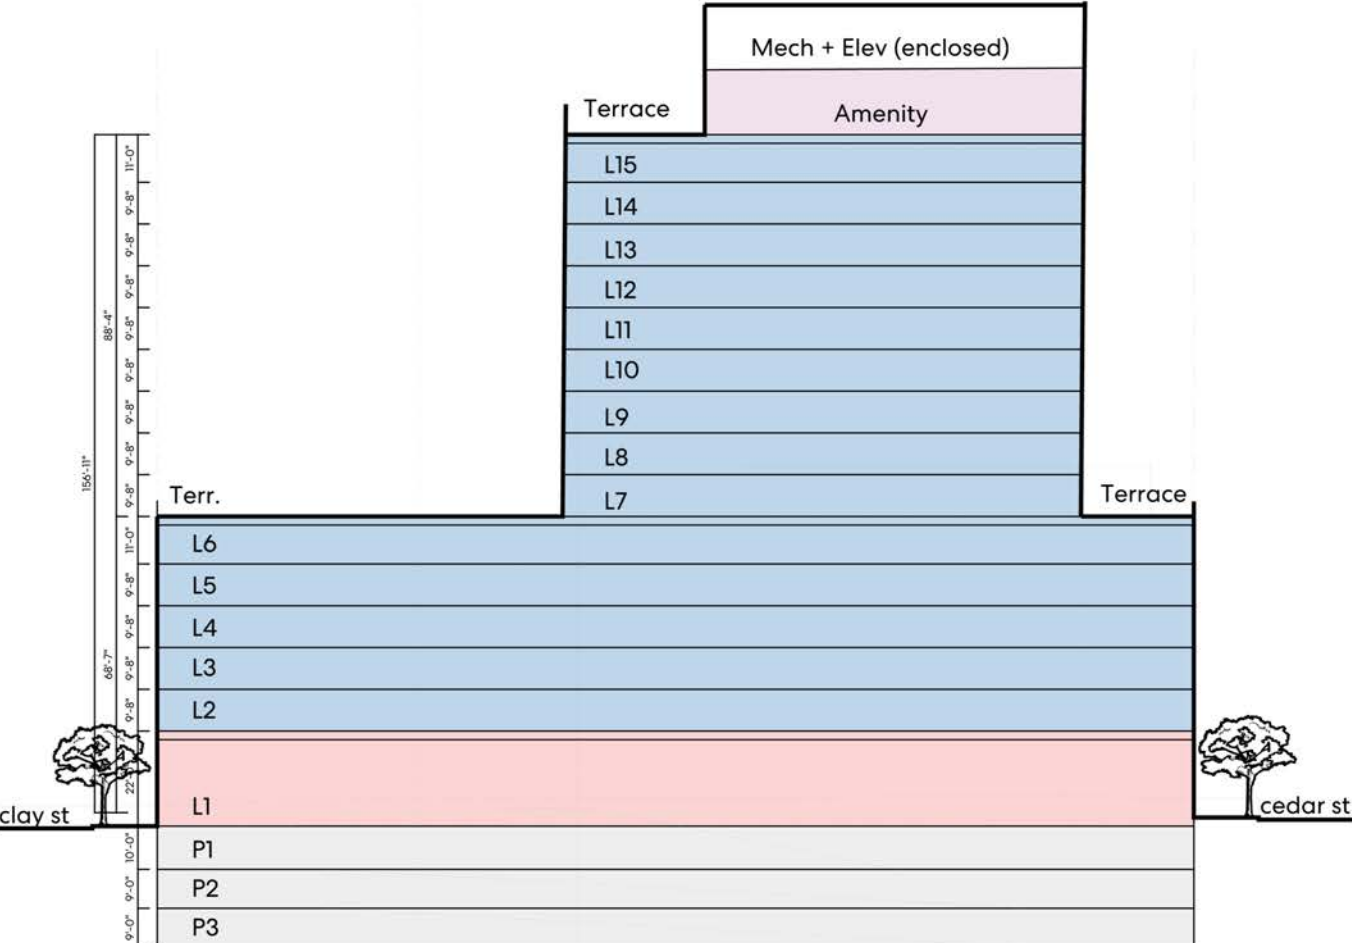 Mech + Elev (enclosed)
Terrace
Amenity
11'-0"
L15
9'-8"
L14
9'-8"
L13
9'-8"
L12
88'-4"
9'-8"
L11
9'-8"
L10
9'-8"
L9
156'-11"
9'-8"
L8
9'-8"
L7
Terr.
Terrace
11'-0"
L6
9'-8"
L5
9'-8"
L4
68'-7"
9'-8"
L3
9'-8"
L2
L1
clay st
cedar st
10'-0"
P1
9'-0"
P2
9'-0"
P3